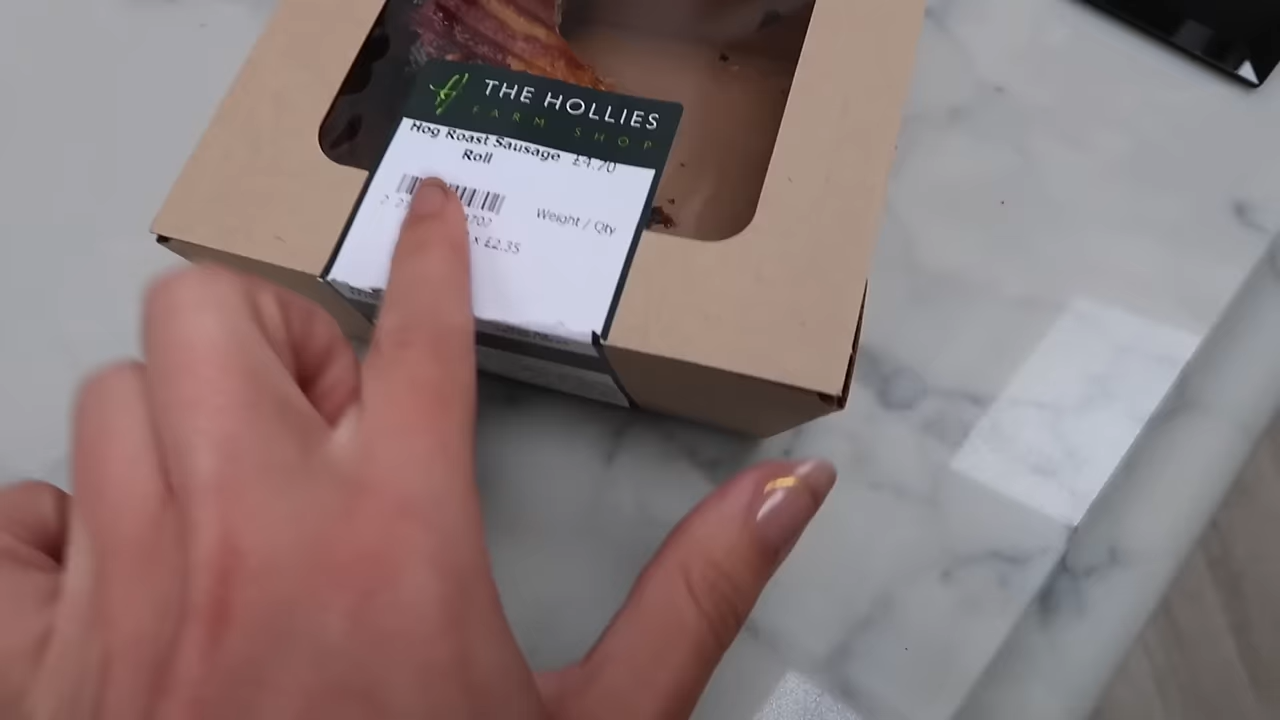 THE HOLLIES
FARM SHOP
Hog Roast Sausage £4.70
Roll
Weight / Qty
x £2.35